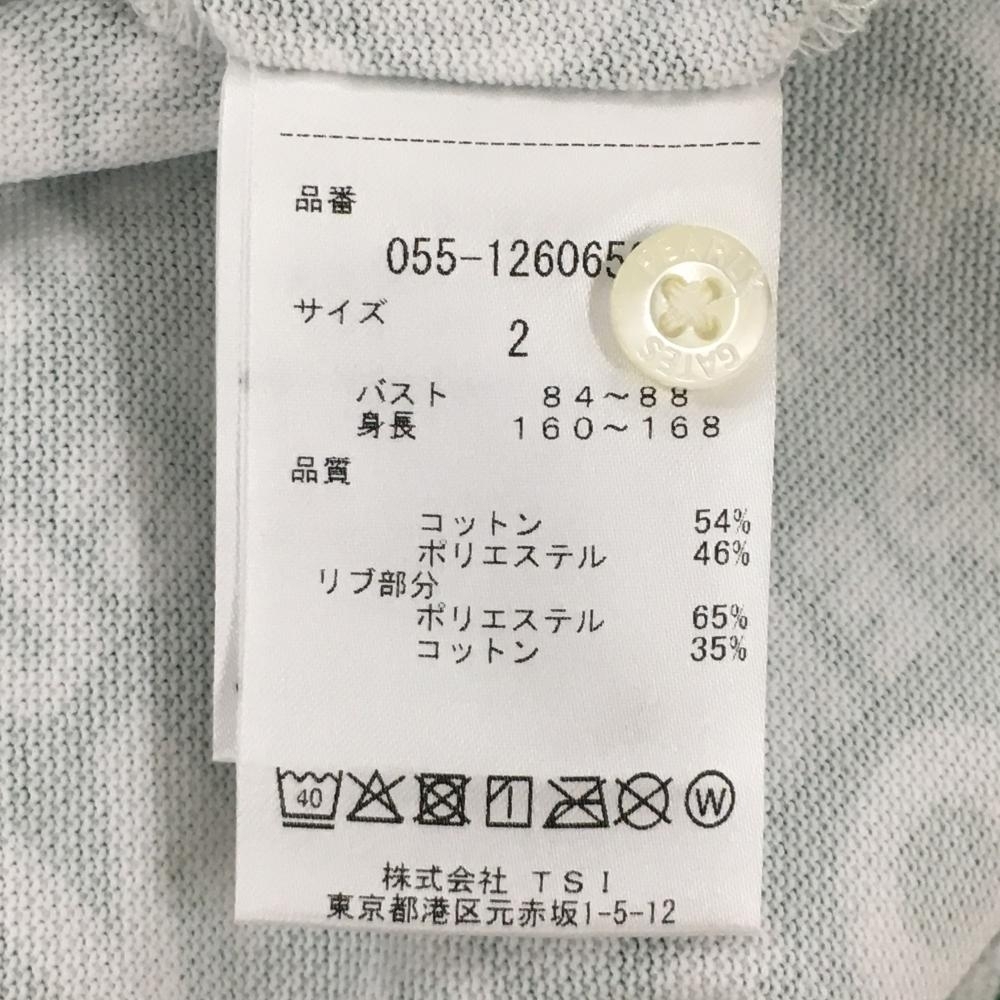 品番
055-126065
サイズ
2
バスト 84〜88
身長 160〜168
品質
コットン 54%
ポリエステル 46%
リブ部分
ポリエステル 65%
コットン 35%
40
W
株式会社 TSI
東京都港区元赤坂1-5-12
GATES